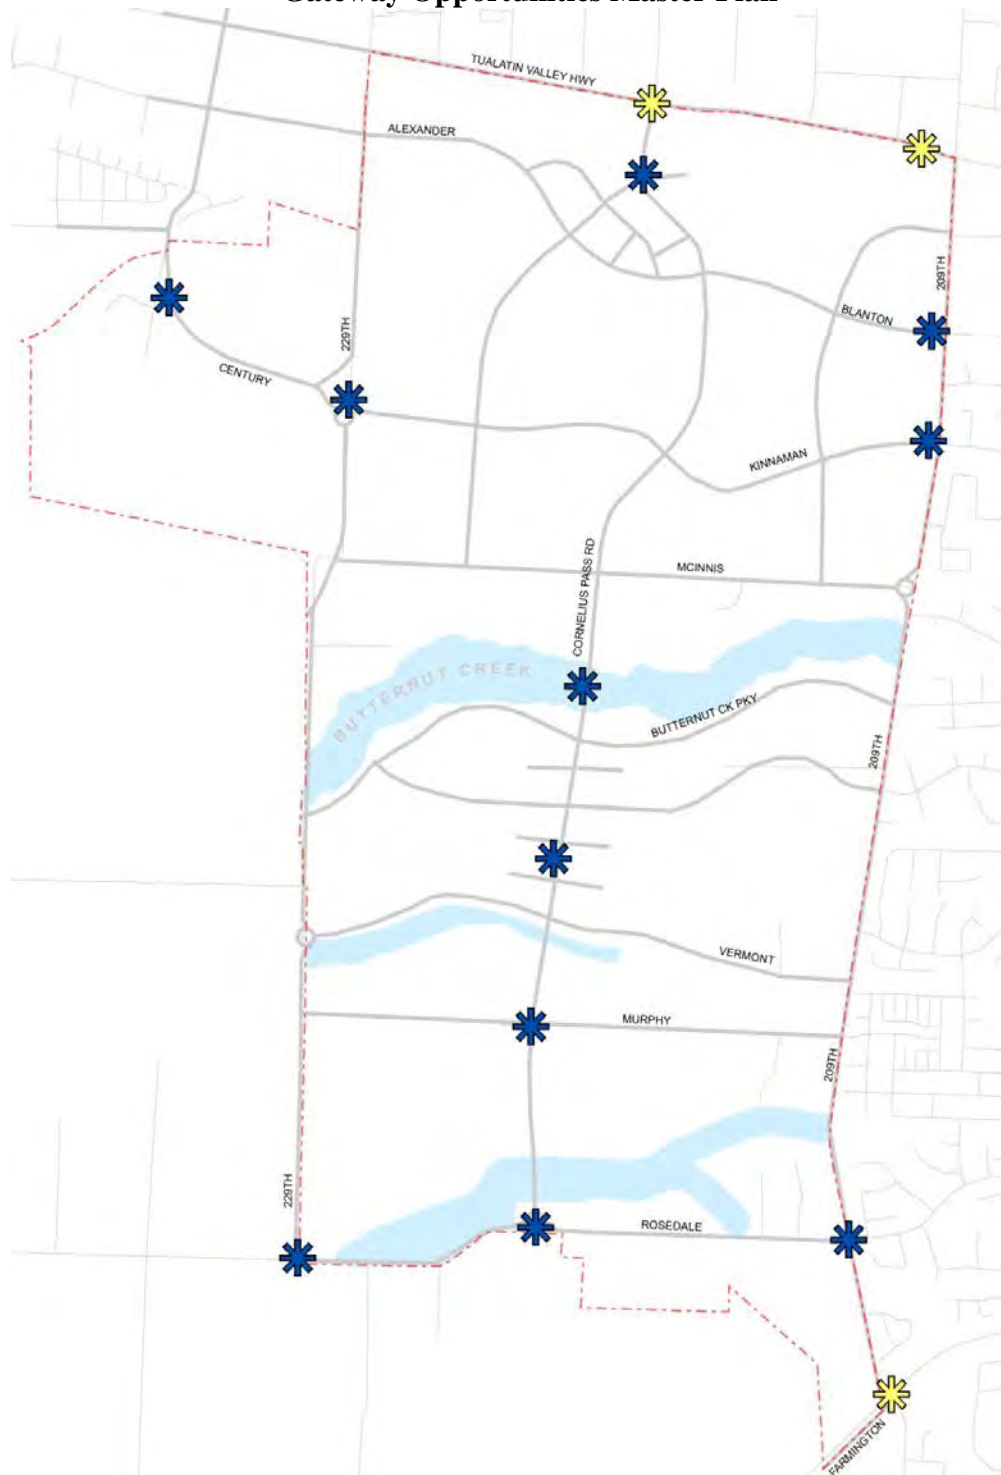 Gateway Opportunities Master Plan
TUALATIN VALLEY HWY
ALEXANDER
209TH
BLANTON
229TH
CENTURY
KINNAMAN
CORNELIUS PASS RD
MCINNIS
BUTTERNUT CREEK
BUTTERNUT CK PKY
209TH
VERMONT
MURPHY
209TH
229TH
ROSEDALE
FARMINGTON